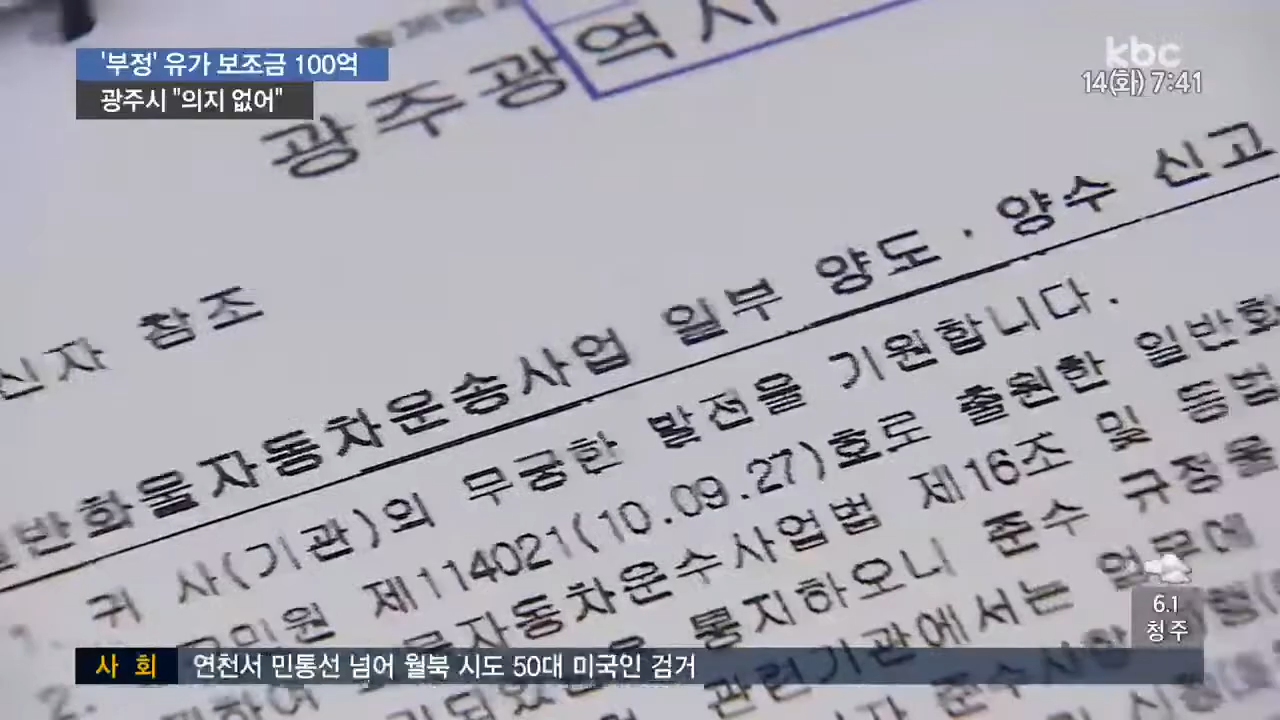 '부정' 유가 보조금 100억
광주시 "의지 없어"
kbc
14(화) 7:41
광주광역시
신자 참조
반화물자동차운송사업 일부 양도·양수 신고
1. 귀 사(기관)의 무궁한 발전을 기원합니다.
2.
제114021(10.09.27)호로 출원한 일반화
자동차운수사업법 제16조 및 동법
통지하오니 준수 규정을
관련기관에서는 업무에
6.1
청주
사 회
연천서 민통선 넘어 월북 시도 50대 미국인 검거